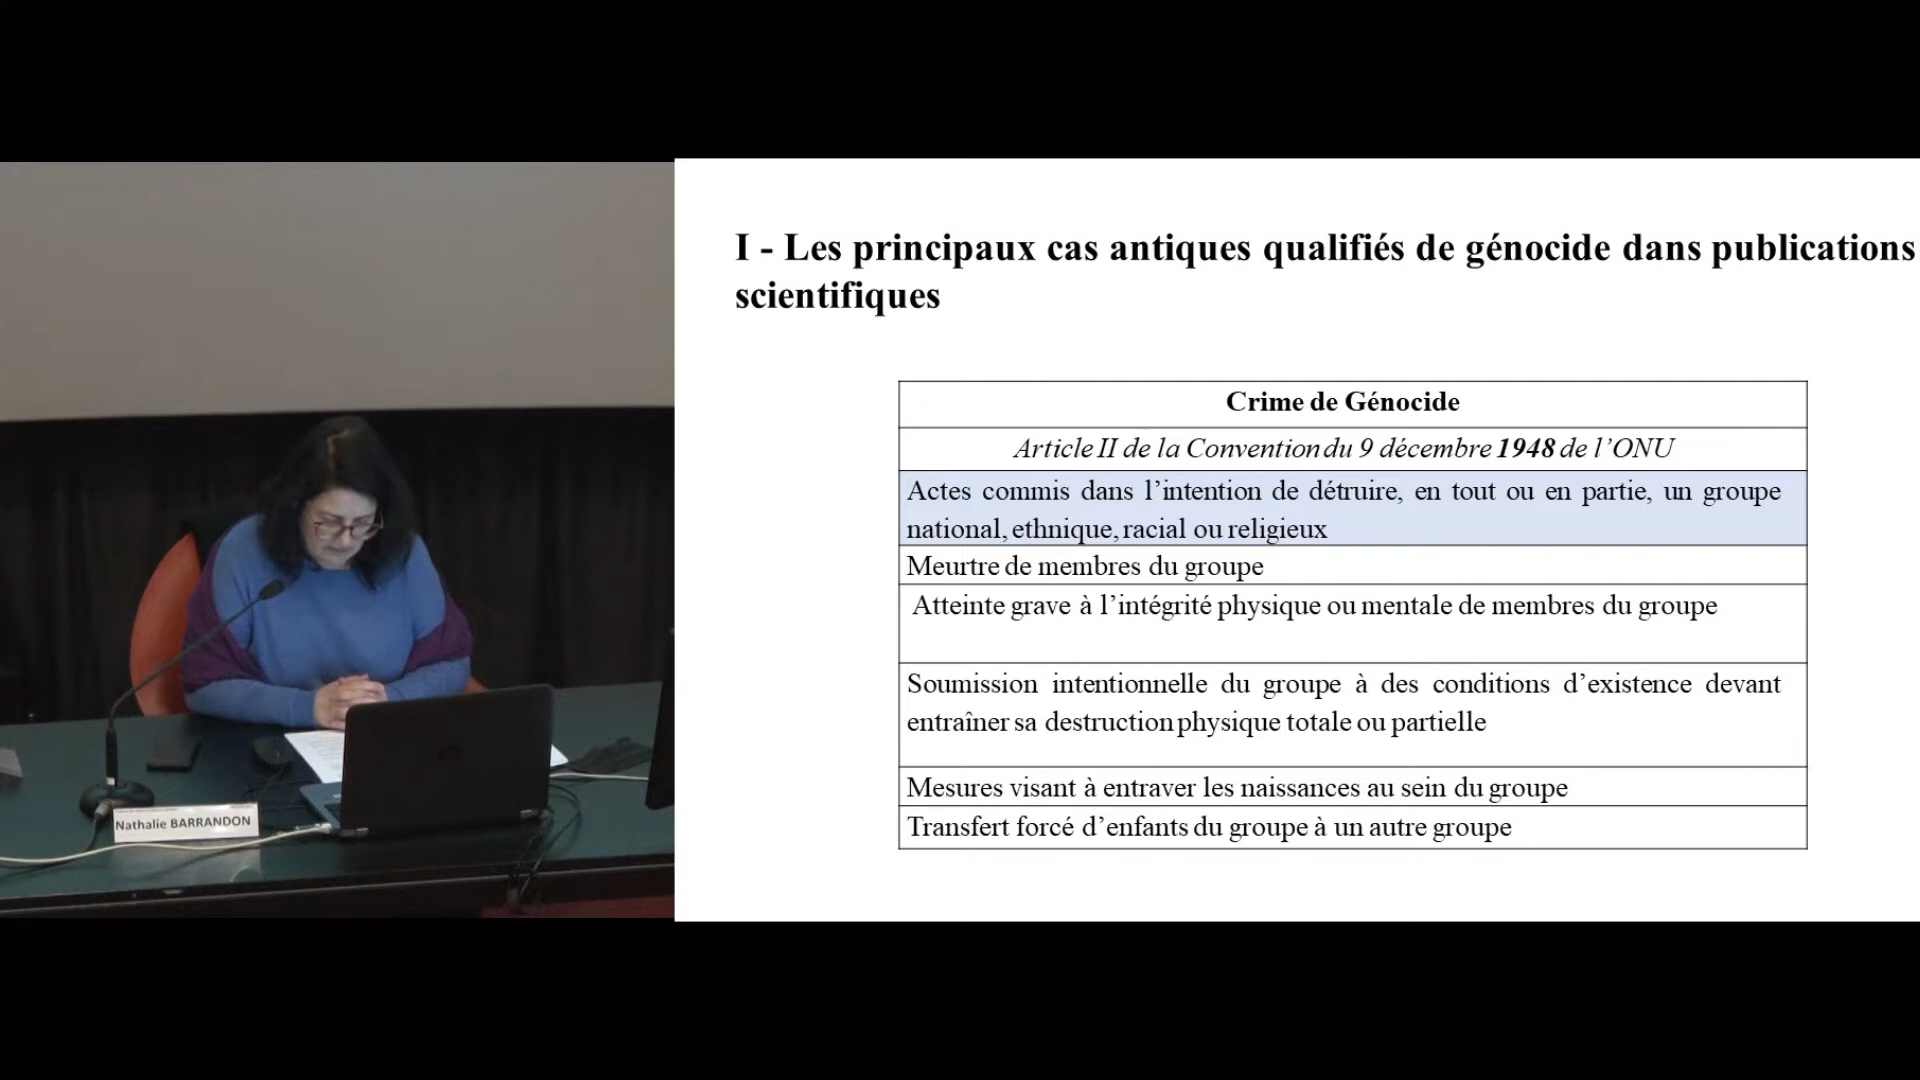 I - Les principaux cas antiques qualifiés de génocide dans publications
scientifiques
Crime de Génocide
Article II de la Convention du 9 décembre 1948 de l’ONU
Actes commis dans l’intention de détruire, en tout ou en partie, un groupe
national, ethnique, racial ou religieux
Meurtre de membres du groupe
Atteinte grave à l’intégrité physique ou mentale de membres du groupe
Soumission intentionnelle du groupe à des conditions d’existence devant
entraîner sa destruction physique totale ou partielle
Mesures visant à entraver les naissances au sein du groupe
Transfert forcé d’enfants du groupe à un autre groupe
Nathalie BARRANDON